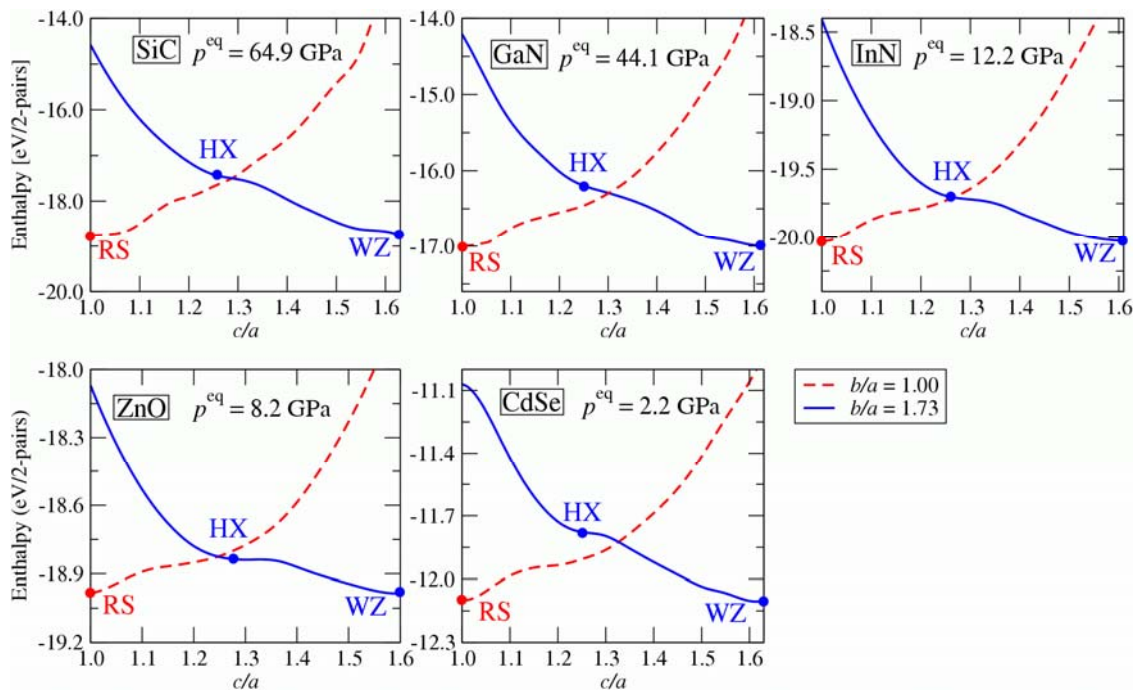 SiC p^eq = 64.9 GPa
Enthalpy [eV/2-pairs]
-14.0
-16.0
-18.0
-20.0
HX
RS
WZ
1.0 1.1 1.2 1.3 1.4 1.5 1.6
c/a
GaN p^eq = 44.1 GPa
-14.0
-15.0
-16.0
-17.0
HX
RS
WZ
1.0 1.1 1.2 1.3 1.4 1.5 1.6
c/a
InN p^eq = 12.2 GPa
-18.5
-19.0
-19.5
-20.0
HX
RS
WZ
1.0 1.1 1.2 1.3 1.4 1.5 1.6
c/a
ZnO p^eq = 8.2 GPa
Enthalpy (eV/2-pairs)
-18.0
-18.3
-18.6
-18.9
-19.2
HX
RS
WZ
1.0 1.1 1.2 1.3 1.4 1.5 1.6
c/a
CdSe p^eq = 2.2 GPa
-11.1
-11.4
-11.7
-12.0
-12.3
HX
RS
WZ
1.0 1.1 1.2 1.3 1.4 1.5 1.6
c/a
b/a = 1.00
b/a = 1.73